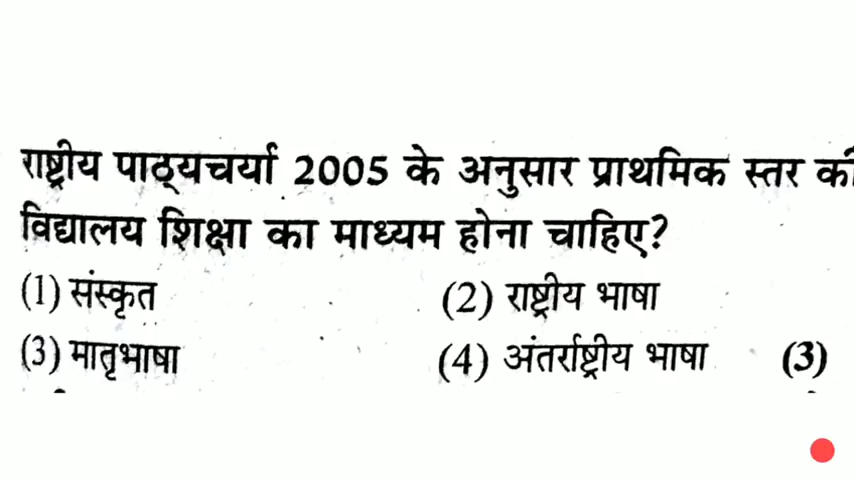 राष्ट्रीय पाठ्यचर्या 2005 के अनुसार प्राथमिक स्तर की
विद्यालय शिक्षा का माध्यम होना चाहिए?
(1) संस्कृत (2) राष्ट्रीय भाषा
(3) मातृभाषा (4) अंतर्राष्ट्रीय भाषा (3)